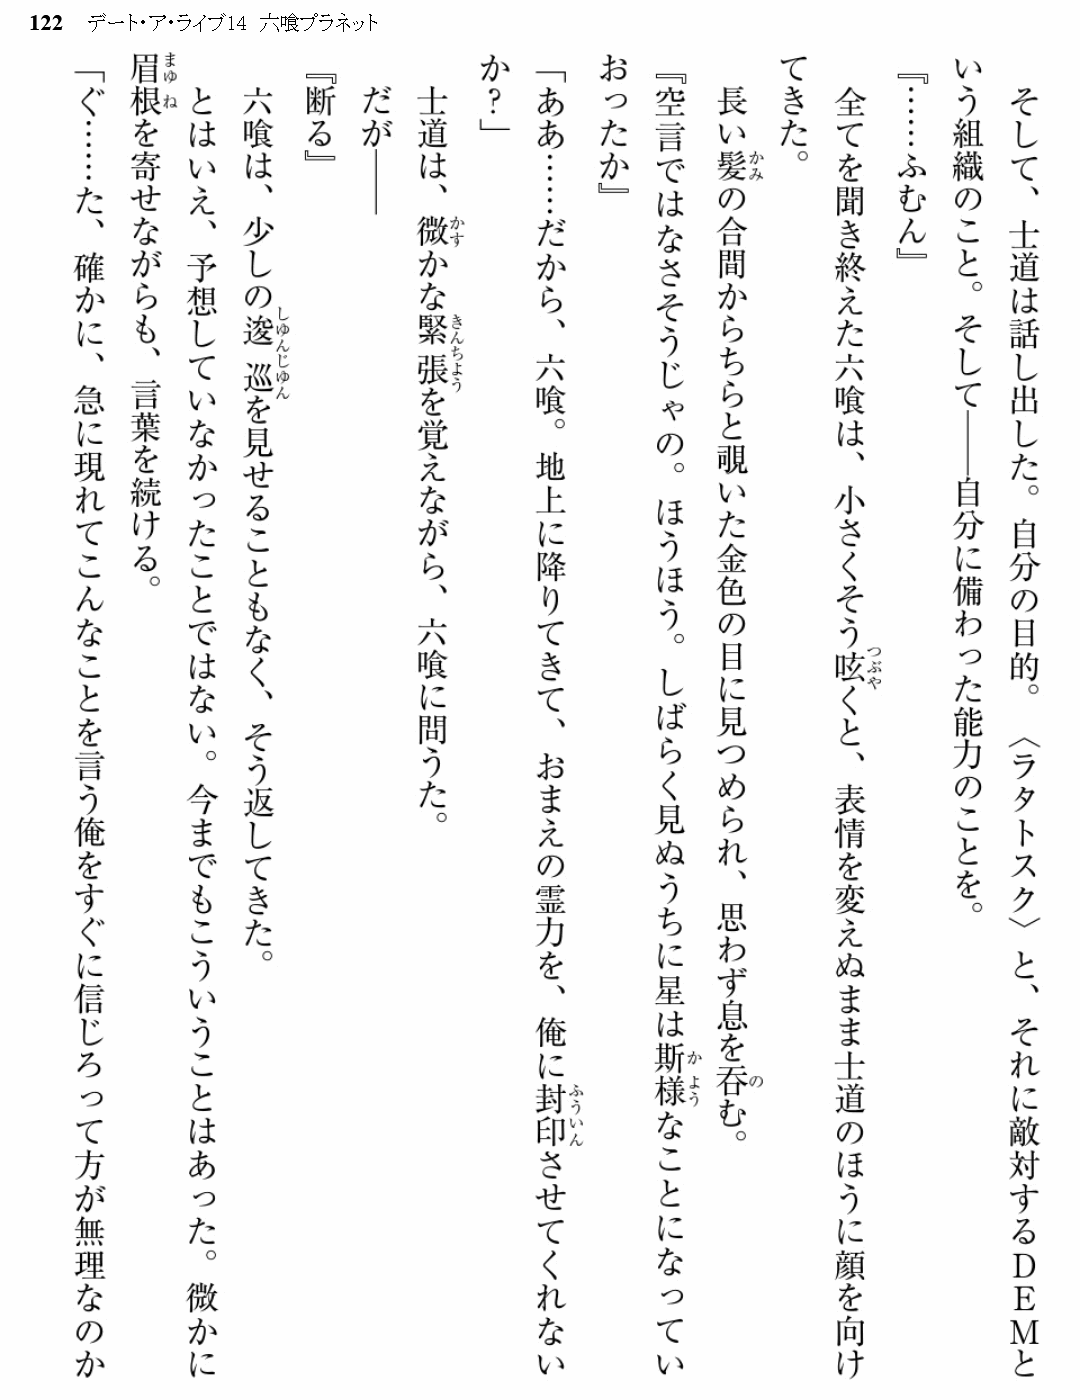 122 デート・ア・ライブ14 六喰プラネット
そして、士道は話し出した。自分の目的。〈ラタトスク〉と、それに敵対するＤＥＭと
いう組織のこと。そして――自分に備わった能力のことを。
『……ふむん』
全てを聞き終えた六喰は、小さくそう呟くと、表情を変えぬまま士道のほうに顔を向け
てきた。
長い髪の合間からちらと覗いた金色の目に見つめられ、思わず息を呑む。
『空言ではなさそうじゃの。ほうほう。しばらく見ぬうちに星は斯様なことになってい
おったか』
「ああ……だから、六喰。地上に降りてきて、おまえの霊力を、俺に封印させてくれない
か？」
士道は、微かな緊張を覚えながら、六喰に問うた。
だが――
『断る』
六喰は、少しの逡巡を見せることもなく、そう返してきた。
とはいえ、予想していなかったことではない。今までもこういうことはあった。微かに
眉根を寄せながらも、言葉を続ける。
「ぐ……た、確かに、急に現れてこんなことを言う俺をすぐに信じろって方が無理なのか